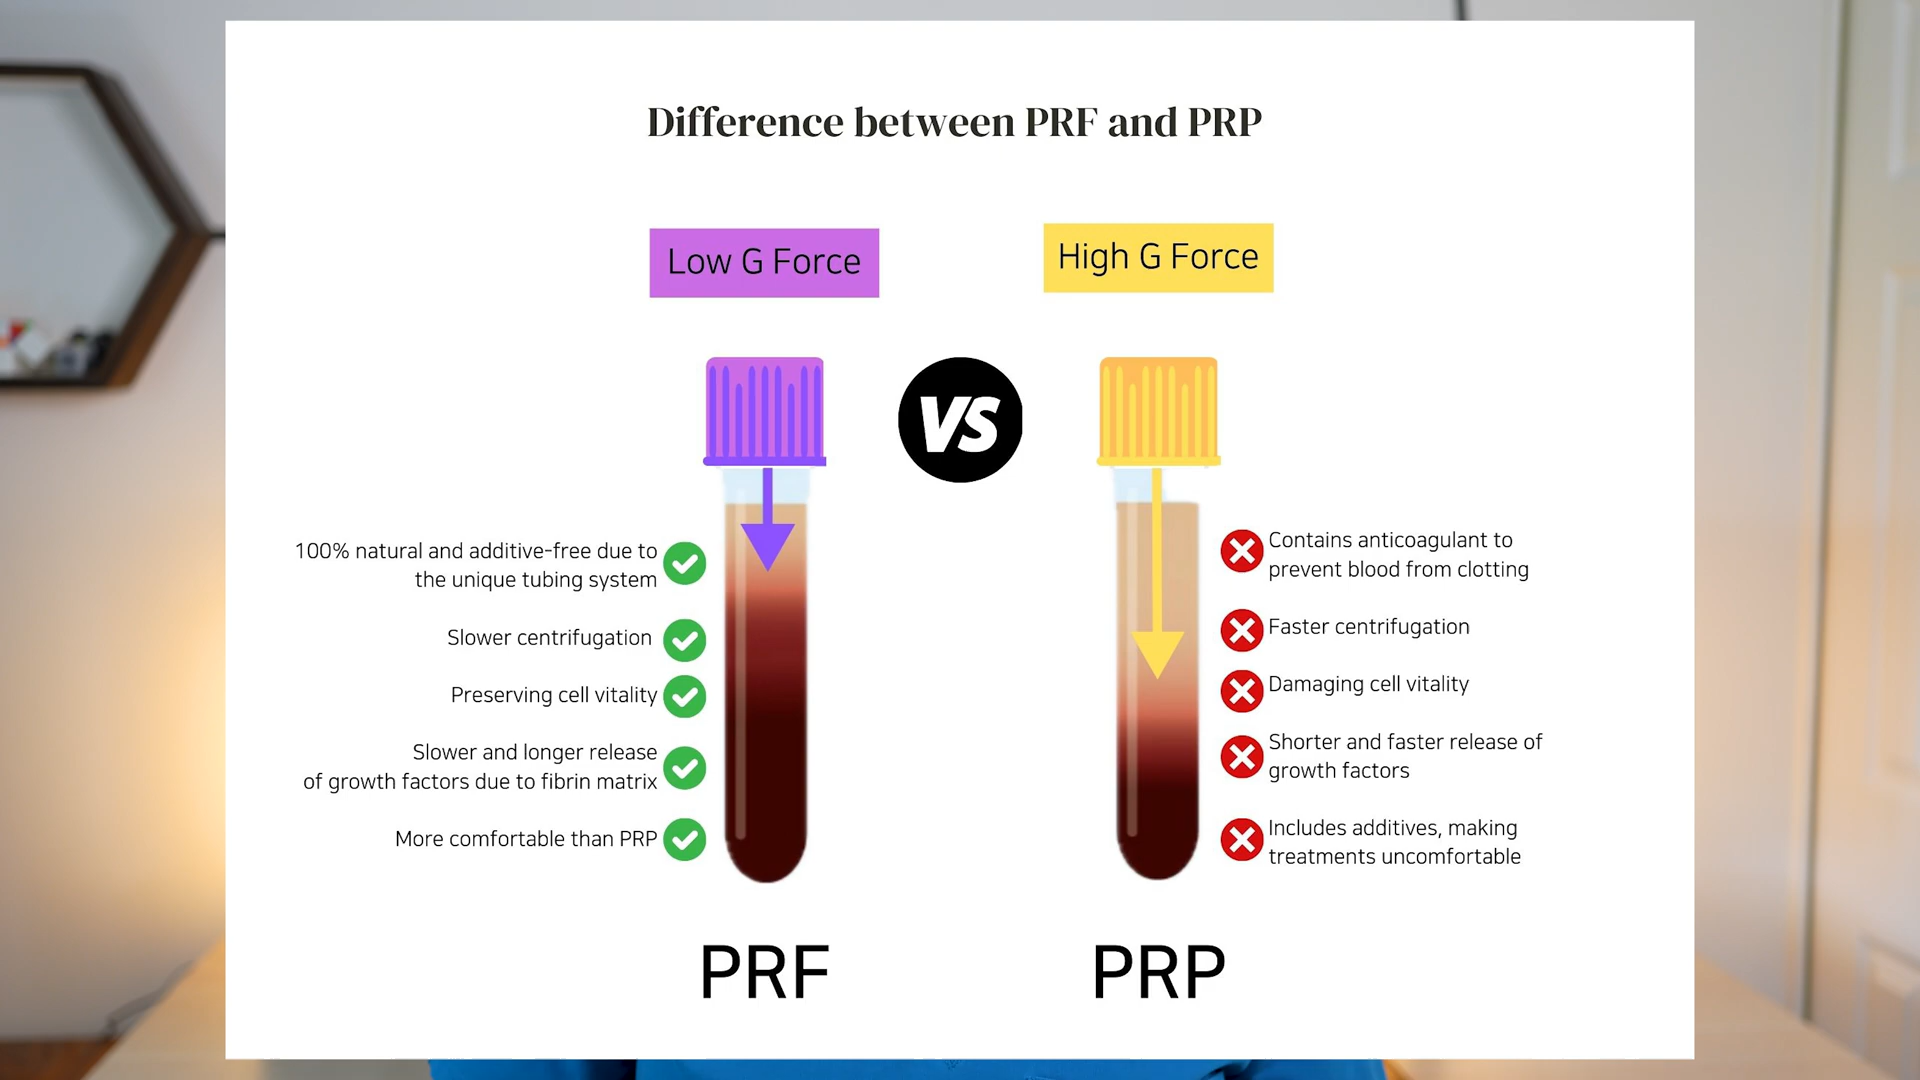 Difference between PRF and PRP
Low G Force
High G Force
VS
100% natural and additive-free due to
the unique tubing system
Slower centrifugation
Preserving cell vitality
Slower and longer release
of growth factors due to fibrin matrix
More comfortable than PRP
Contains anticoagulant to
prevent blood from clotting
Faster centrifugation
Damaging cell vitality
Shorter and faster release of
growth factors
Includes additives, making
treatments uncomfortable
PRF
PRP